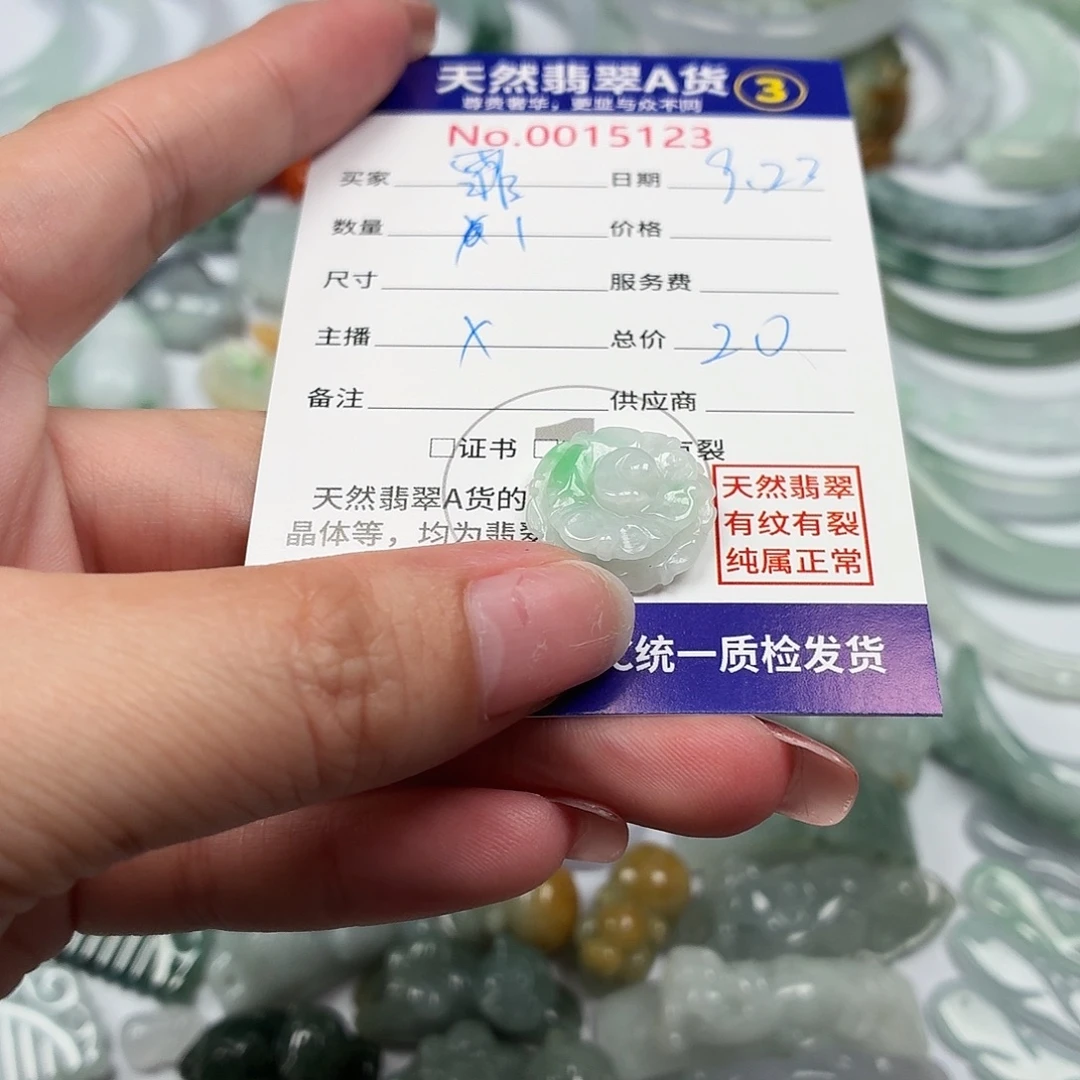 天然翡翠A货 3
尊贵奢华，更显与众不同
No.0015123
买家 日期 9.23
数量 1 价格
尺寸 服务费
主播 X 总价 20
备注 供应商
□证书 有裂
天然翡翠A货的
晶体等，均为翡翠
天然翡翠
有纹有裂
纯属正常
统一质检发货